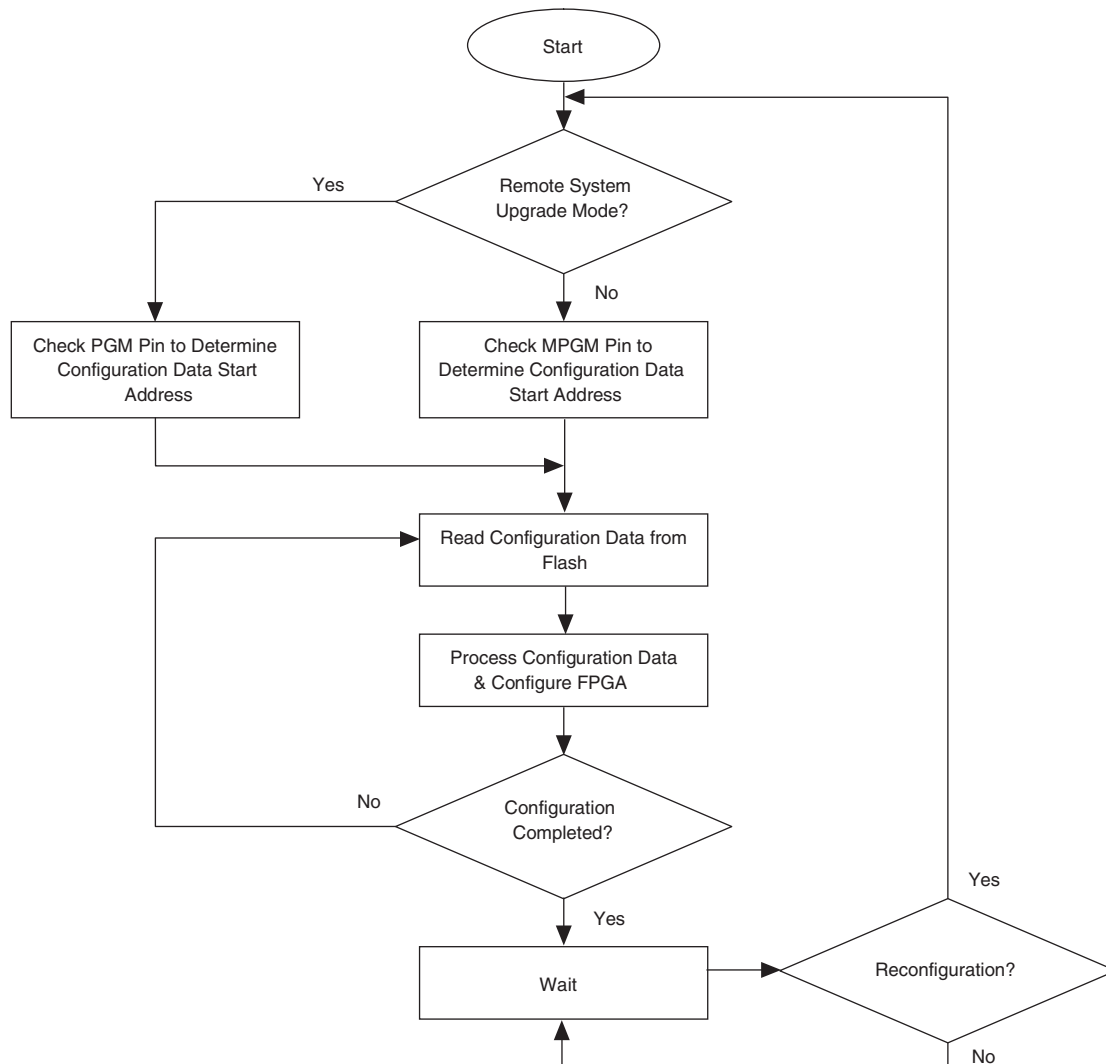 Start
Remote System
Upgrade Mode?
Yes
No
Check PGM Pin to Determine
Configuration Data Start
Address
Check MPGM Pin to
Determine Configuration Data
Start Address
Read Configuration Data from
Flash
Process Configuration Data
& Configure FPGA
No
Configuration
Completed?
Yes
Yes
Wait
Reconfiguration?
No